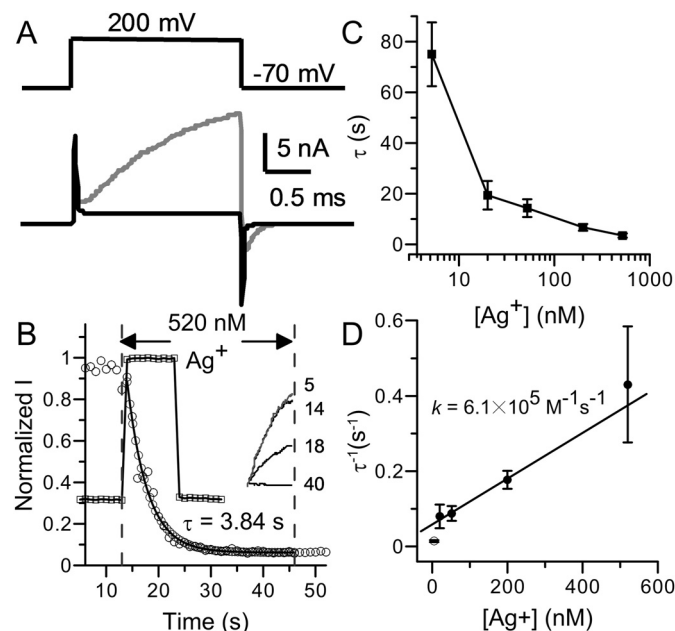 A
200 mV
-70 mV
5 nA
0.5 ms
B
520 nM
Ag+
Normalized I
1
0.8
0.6
0.4
0.2
0
5
14
18
40
τ = 3.84 s
10
20
30
40
50
Time (s)
C
τ (s)
80
60
40
20
0
10
100
1000
[Ag+] (nM)
D
τ-1(s-1)
0.6
0.4
0.2
0.0
k = 6.1×10^5 M-1s-1
0
200
400
600
[Ag+] (nM)